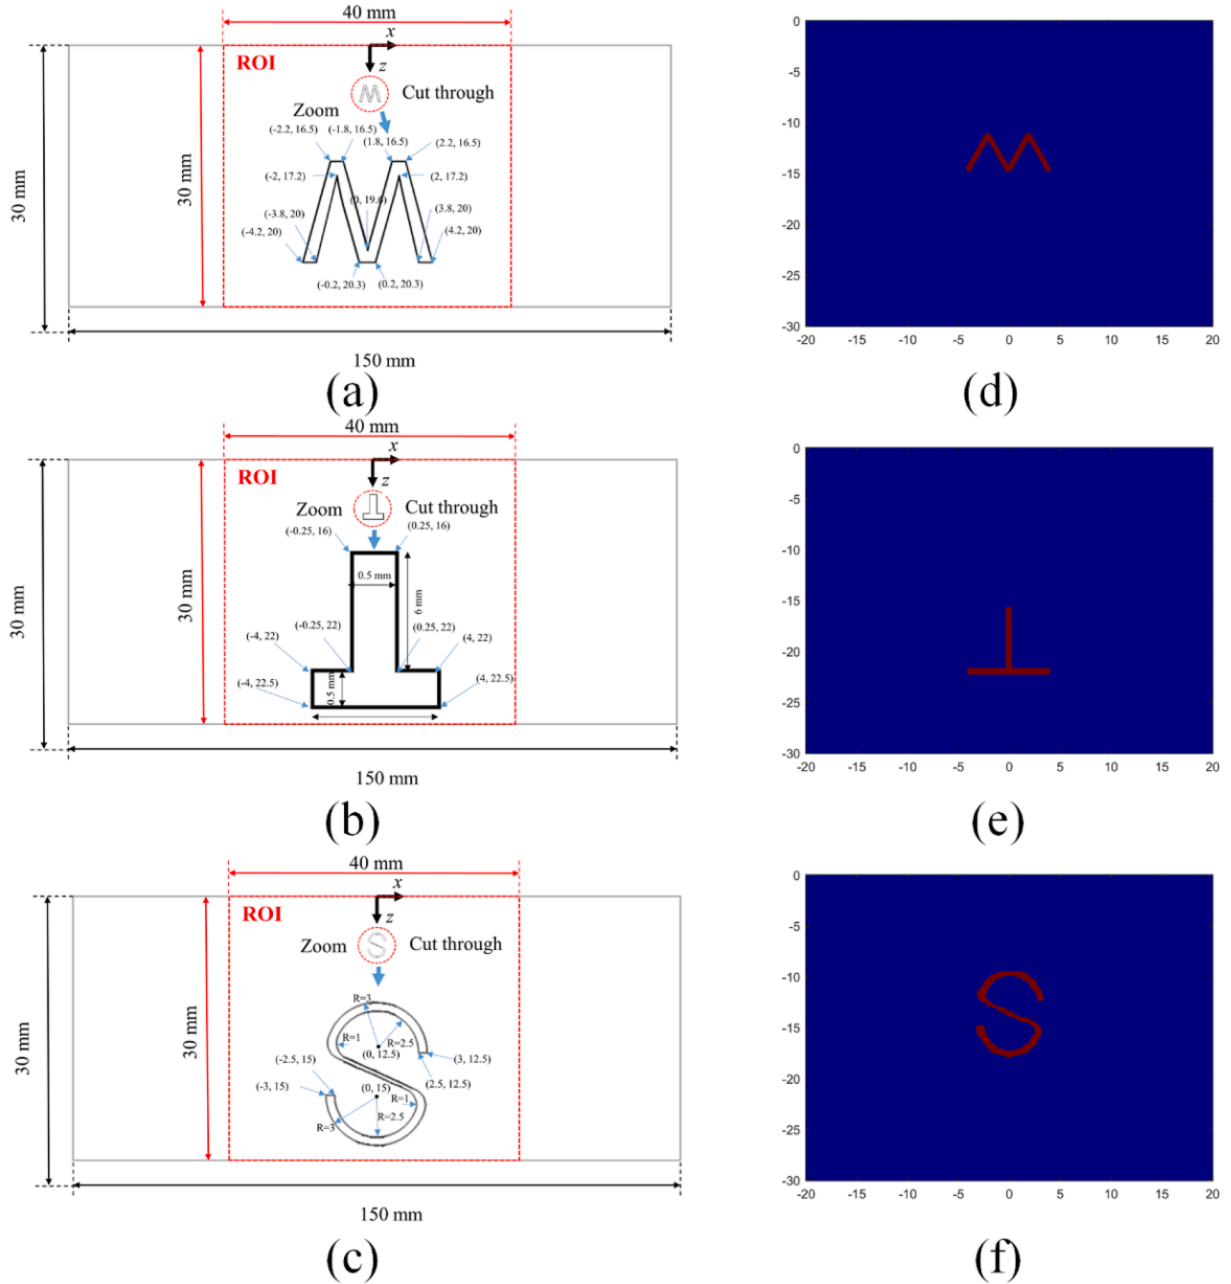 40 mm
ROI
x
z
Cut through
Zoom
(-2.2, 16.5)
(-1.8, 16.5)
(1.8, 16.5)
(2.2, 16.5)
(-2, 17.2)
(2, 17.2)
(0, 19.6)
(-3.8, 20)
(3.8, 20)
(-4.2, 20)
(4.2, 20)
(-0.2, 20.3)
(0.2, 20.3)
30 mm
30 mm
150 mm
(a)
0
-5
-10
-15
-20
-25
-30
-20
-15
-10
-5
0
5
10
15
20
(d)
40 mm
ROI
x
z
Zoom
Cut through
(-0.25, 16)
(0.25, 16)
0.5 mm
6 mm
(-0.25, 22)
(0.25, 22)
(-4, 22)
(4, 22)
(-4, 22.5)
0.5 mm
(4, 22.5)
30 mm
30 mm
150 mm
(b)
0
-5
-10
-15
-20
-25
-30
-20
-15
-10
-5
0
5
10
15
20
(e)
40 mm
ROI
x
z
Zoom
Cut through
R=3
R=1
R=2.5
(0, 12.5)
(3, 12.5)
(2.5, 12.5)
(-2.5, 15)
(-3, 15)
(0, 15)
R=1
R=2.5
R=3
30 mm
30 mm
150 mm
(c)
0
-5
-10
-15
-20
-25
-30
-20
-15
-10
-5
0
5
10
15
20
(f)